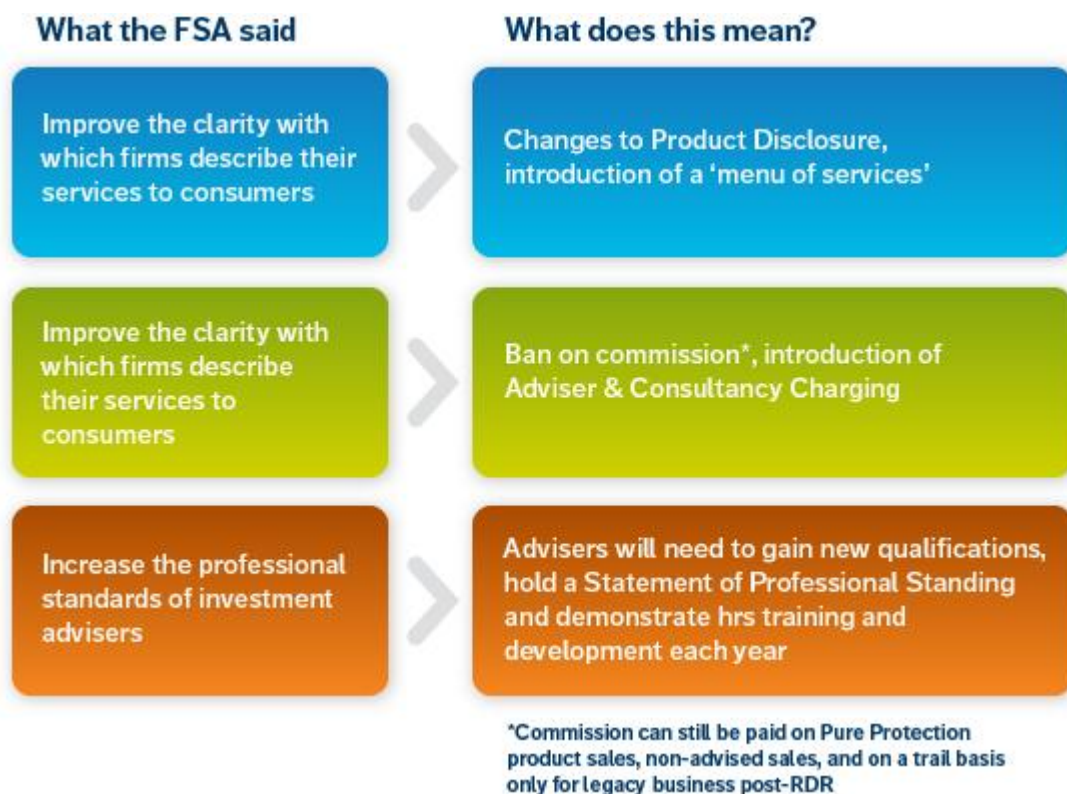 What the FSA said
What does this mean?
Improve the clarity with
which firms describe their
services to consumers
Changes to Product Disclosure,
introduction of a ‘menu of services’
Improve the clarity with
which firms describe
their services to
consumers
Ban on commission*, introduction of
Adviser & Consultancy Charging
Increase the professional
standards of investment
advisers
Advisers will need to gain new qualifications,
hold a Statement of Professional Standing
and demonstrate hrs training and
development each year
*Commission can still be paid on Pure Protection
product sales, non-advised sales, and on a trail basis
only for legacy business post-RDR